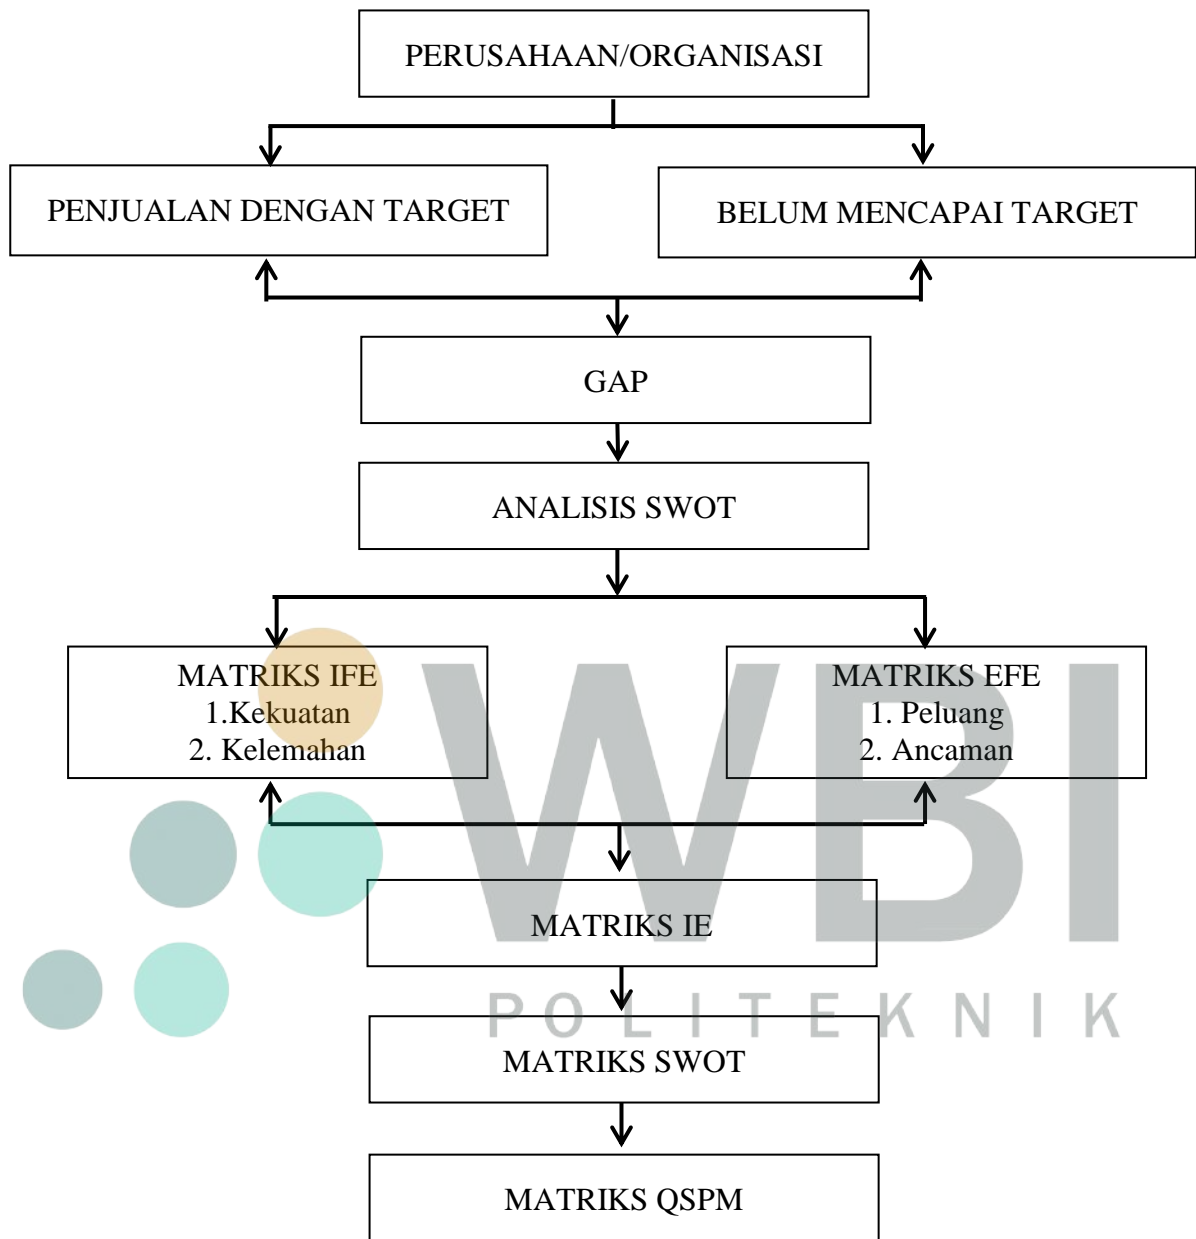 PERUSAHAAN/ORGANISASI
PENJUALAN DENGAN TARGET
BELUM MENCAPAI TARGET
GAP
ANALISIS SWOT
MATRIKS IFE
1.Kekuatan
2. Kelemahan
MATRIKS EFE
1. Peluang
2. Ancaman
WBI
POLITEKNIK
MATRIKS IE
MATRIKS SWOT
MATRIKS QSPM